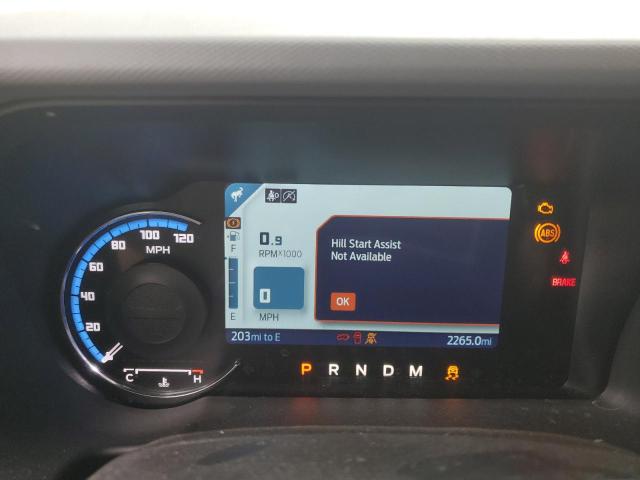 120
100
80
60
40
20
MPH
C H
F
E
0.9
RPM×1000
0
MPH
Hill Start Assist
Not Available
OK
203mi to E
2265.0mi
P R N D M
ABS
BRAKE